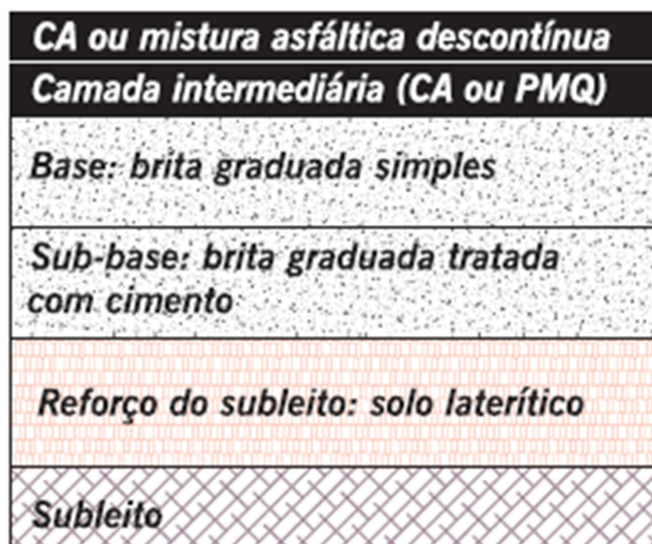 CA ou mistura asfáltica descontínua
Camada intermediária (CA ou PMQ)
Base: brita graduada simples
Sub-base: brita graduada tratada
com cimento
Reforço do subleito: solo laterítico
Subleito